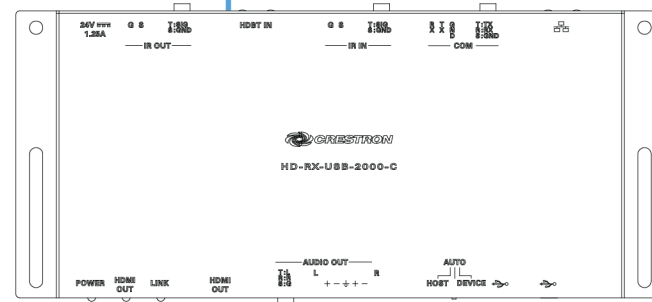 24V
1.25A
G S
T:SIG
S:GND
IR OUT
HDBT IN
G S
T:SIG
S:GND
IR IN
R T G
X X N
D
T:TX
R:RX
S:GND
COM
CRESTRON
HD-RX-USB-2000-C
AUDIO OUT
T:L
R:R
S:G
L
R
+ - + -
AUTO
HOST DEVICE
POWER
HDMI
OUT
LINK
HDMI
OUT